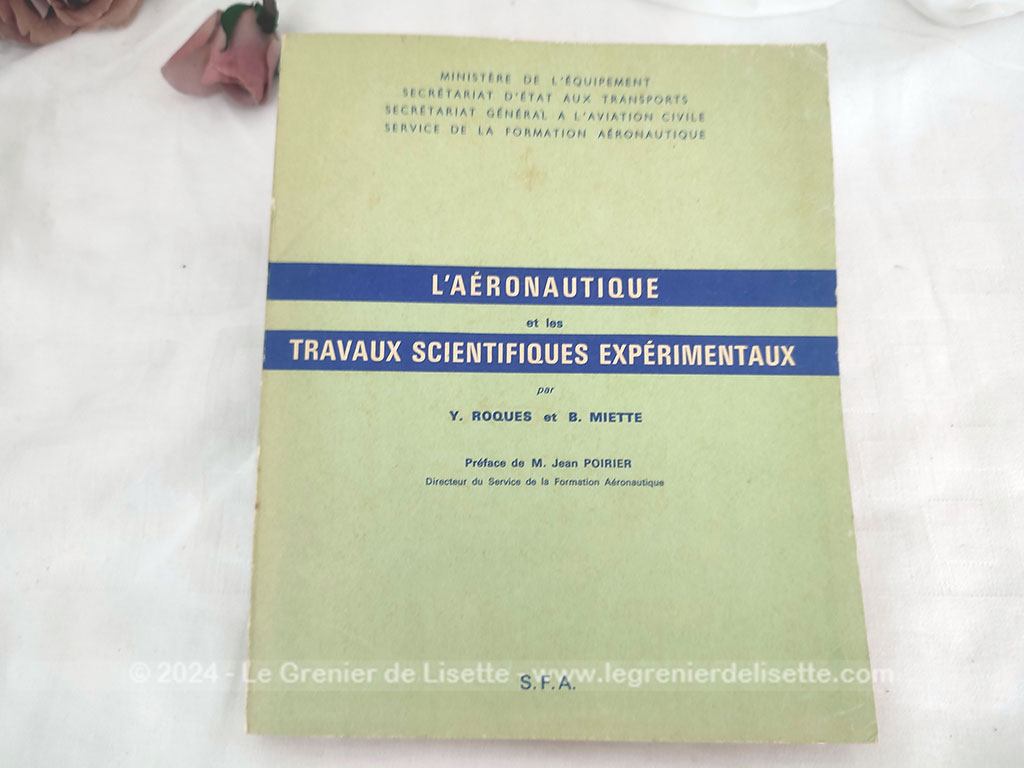 MINISTÈRE DE L'ÉQUIPEMENT
SECRÉTARIAT D'ÉTAT AUX TRANSPORTS
SECRÉTARIAT GÉNÉRAL A L'AVIATION CIVILE
SERVICE DE LA FORMATION AÉRONAUTIQUE
L'AÉRONAUTIQUE
et les
TRAVAUX SCIENTIFIQUES EXPÉRIMENTAUX
par
Y. ROQUES et B. MIETTE
Préface de M. Jean POIRIER
Directeur du Service de la Formation Aéronautique
© 2024 - Le Grenier de Lisette - www.legrenierdelisette.com
S.F.A.